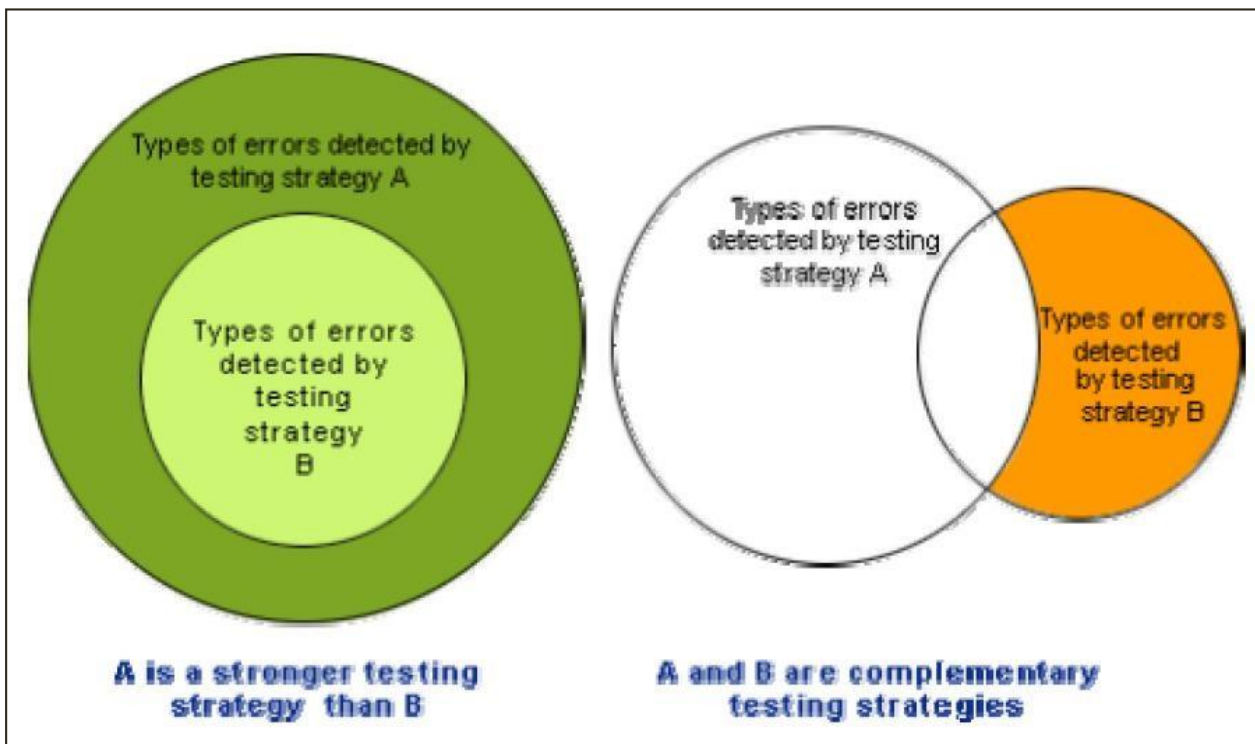 Types of errors detected by
testing strategy A
Types of errors
detected by
testing
strategy
B
A is a stronger testing
strategy than B
Types of errors
detected by testing
strategy A
Types of errors
detected
by testing
strategy B
A and B are complementary
testing strategies